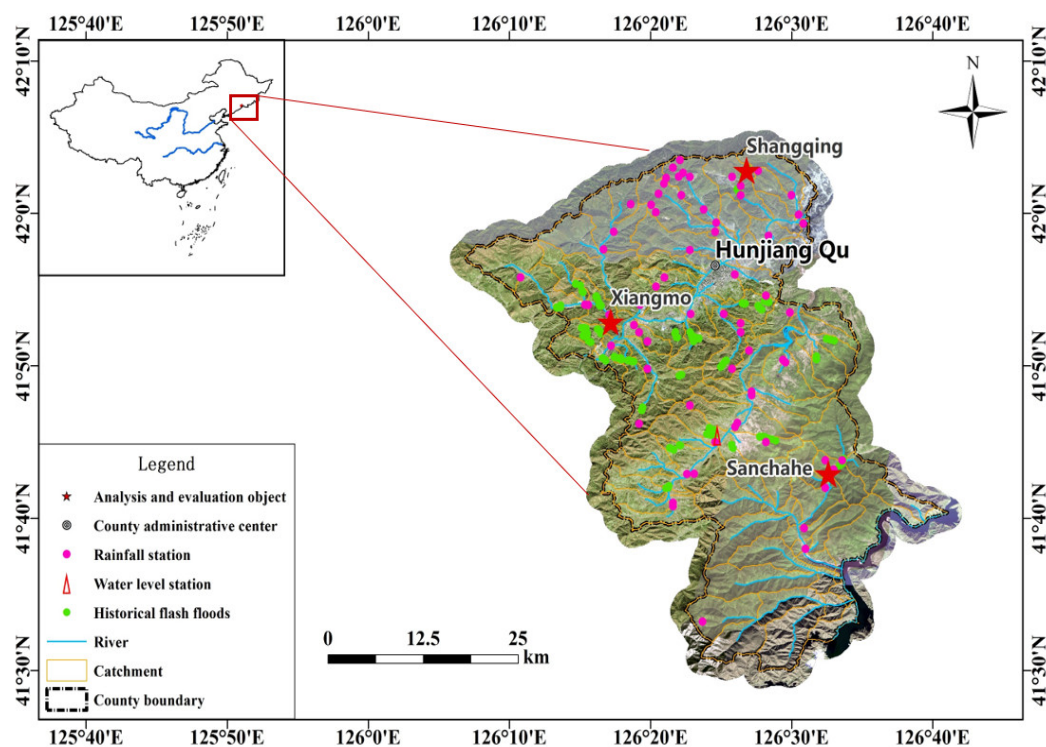 125°40'E 125°50'E 126°0'E 126°10'E 126°20'E 126°30'E 126°40'E
42°10'N 42°10'N
N
Shangqing
42°0'N 42°0'N
Hunjiang Qu
Xiangmo
41°50'N 41°50'N
Legend
Sanchahe
Analysis and evaluation object
41°40'N 41°40'N
County administrative center
Rainfall station
Water level station
Historical flash floods
River
0 12.5 25
km
Catchment
41°30'N 41°30'N
County boundary
125°40'E 125°50'E 126°0'E 126°10'E 126°20'E 126°30'E 126°40'E